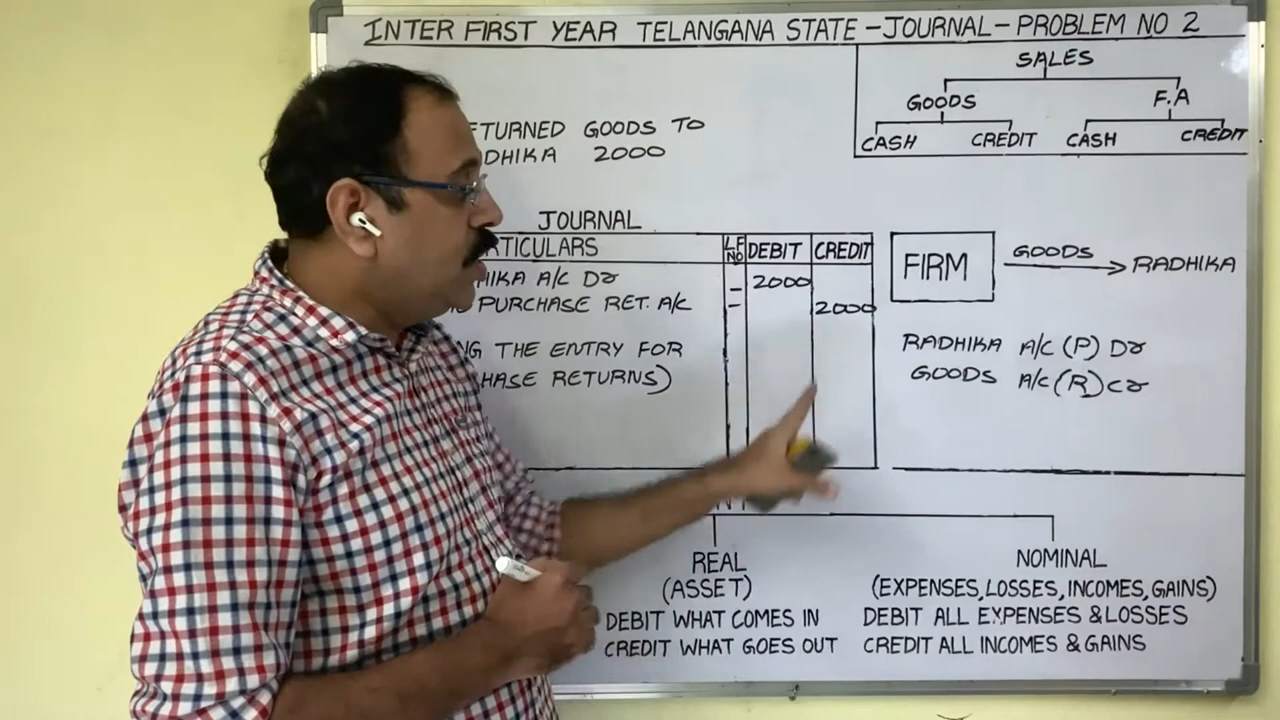 INTER FIRST YEAR TELANGANA STATE – JOURNAL – PROBLEM NO 2
SALES
GOODS F.A
CASH CREDIT CASH CREDIT
ETURNED GOODS TO
DHIKA 2000
JOURNAL
RTICULARS L.F NO DEBIT CREDIT
HIKA A/C Dr – 2000
PURCHASE RET. A/C – 2000
NG THE ENTRY FOR
HASE RETURNS)
FIRM GOODS RADHIKA
RADHIKA A/C (P) Dr
GOODS A/C (R) Cr
REAL
(ASSET)
DEBIT WHAT COMES IN
CREDIT WHAT GOES OUT
NOMINAL
(EXPENSES, LOSSES, INCOMES, GAINS)
DEBIT ALL EXPENSES & LOSSES
CREDIT ALL INCOMES & GAINS